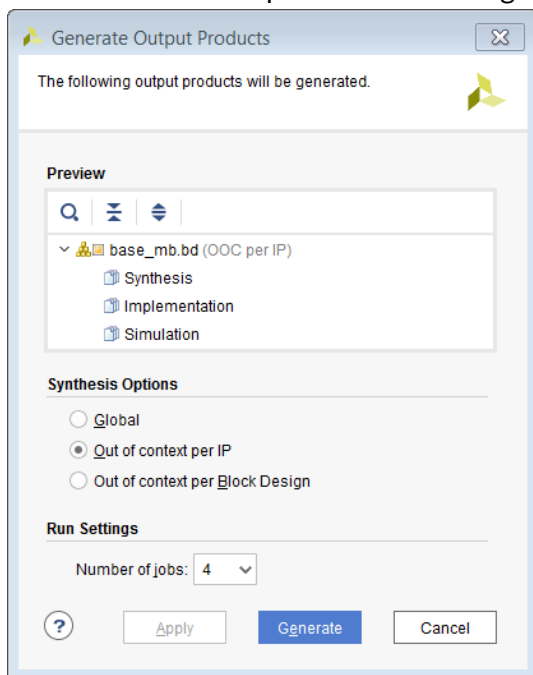 Generate Output Products
The following output products will be generated.
Preview
base_mb.bd (OOC per IP)
Synthesis
Implementation
Simulation
Synthesis Options
Global
Out of context per IP
Out of context per Block Design
Run Settings
Number of jobs: 4
? Apply Generate Cancel